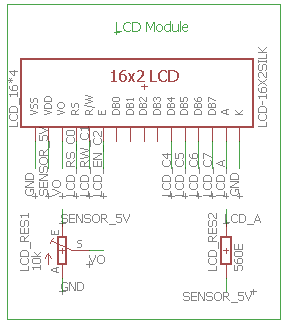 LCD Module
16x2 LCD
LCD_16*4
LCD-16X2SILK
VSS
VDD
VO
RS
R/W
E
DB0
DB1
DB2
DB3
DB4
DB5
DB6
DB7
A
K
GND
SENSOR_5V
VO
LCD_RS_C0
LCD_RW_C1
LCD_EN_C2
LCD_C4
LCD_C5
LCD_C6
LCD_C7
LCD_A
GND
SENSOR_5V
LCD_RES1
10k
E
S
A
VO
GND
LCD_A
LCD_RES2
560E
SENSOR_5V